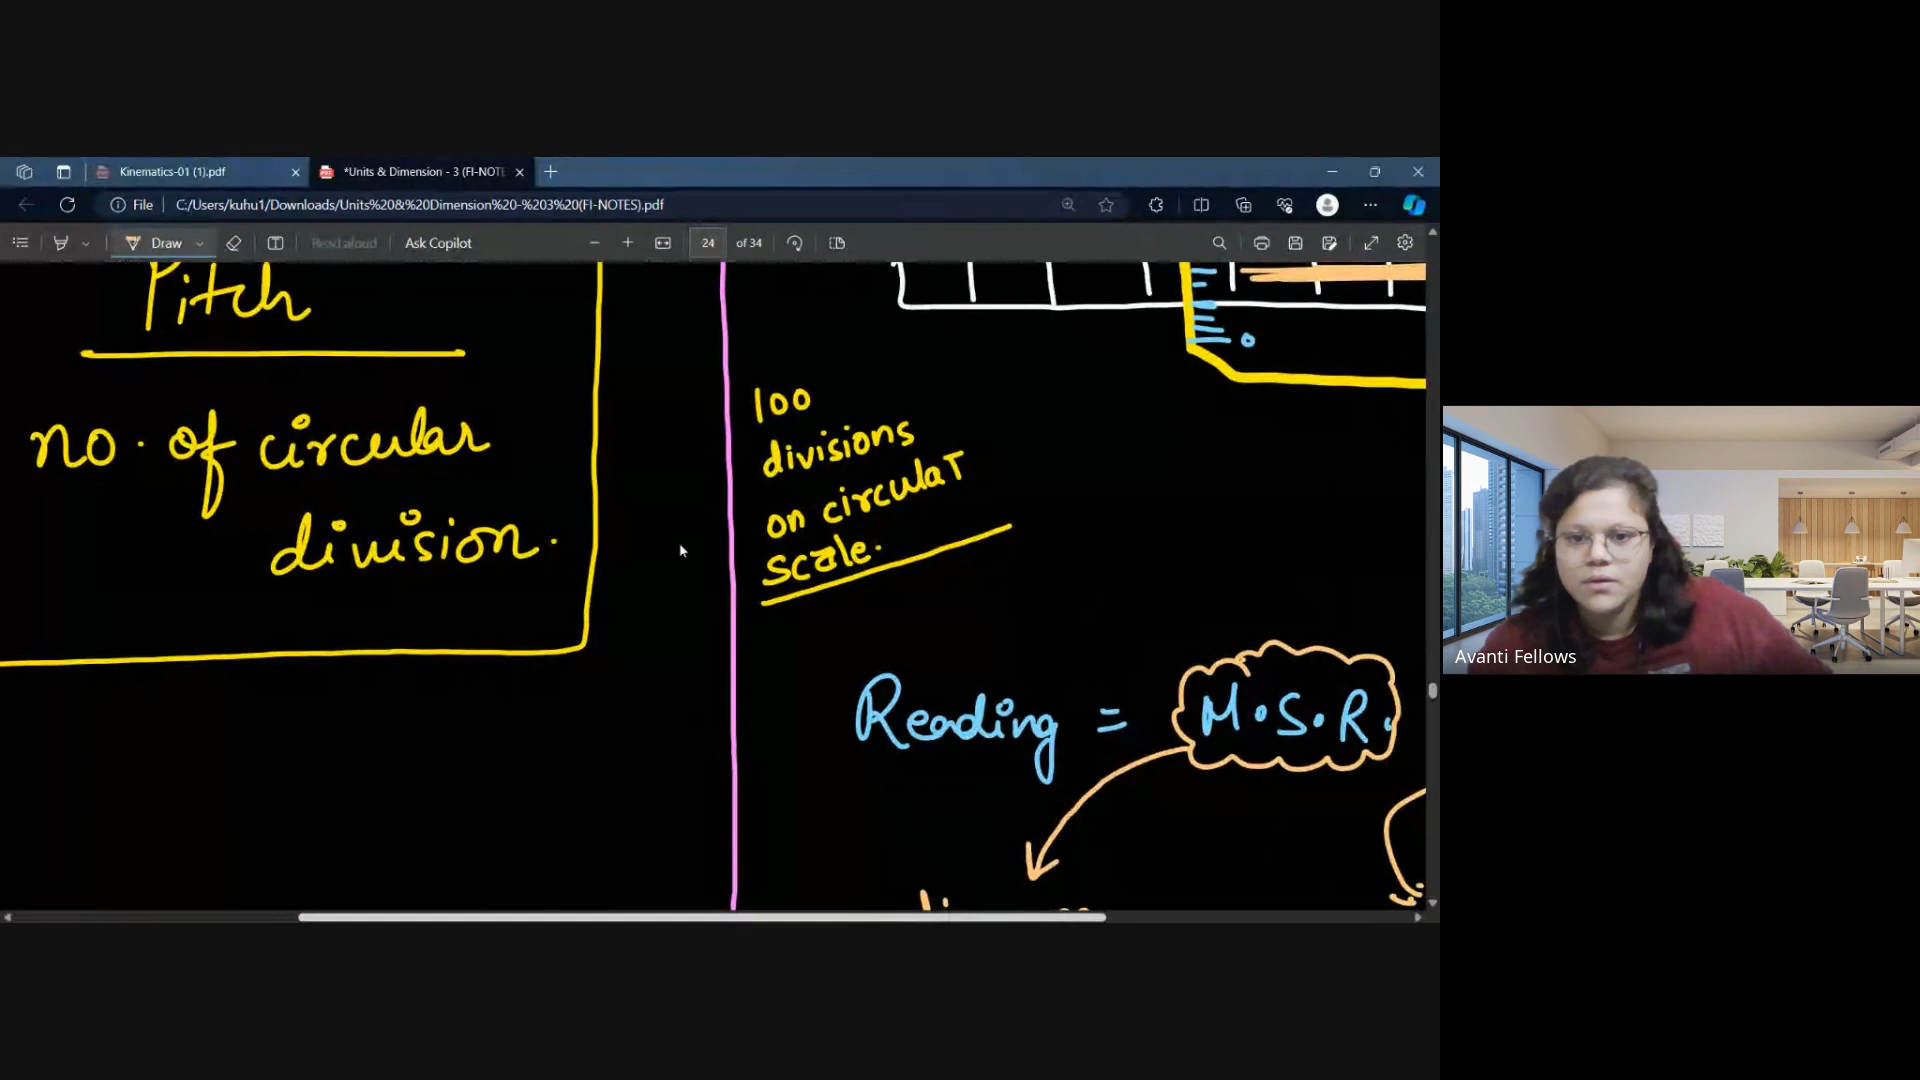 Kinematics-01 (1).pdf
*Units & Dimension - 3 (FI-NOTE
File
C:/Users/kuhu1/Downloads/Units%20&%20Dimension%20-%203%20(FI-NOTES).pdf
Draw
Read aloud
Ask Copilot
24
of 34
Pitch
no. of circular
division.
0
100
divisions
on circular
scale.
Reading = M.S.R.
Avanti Fellows